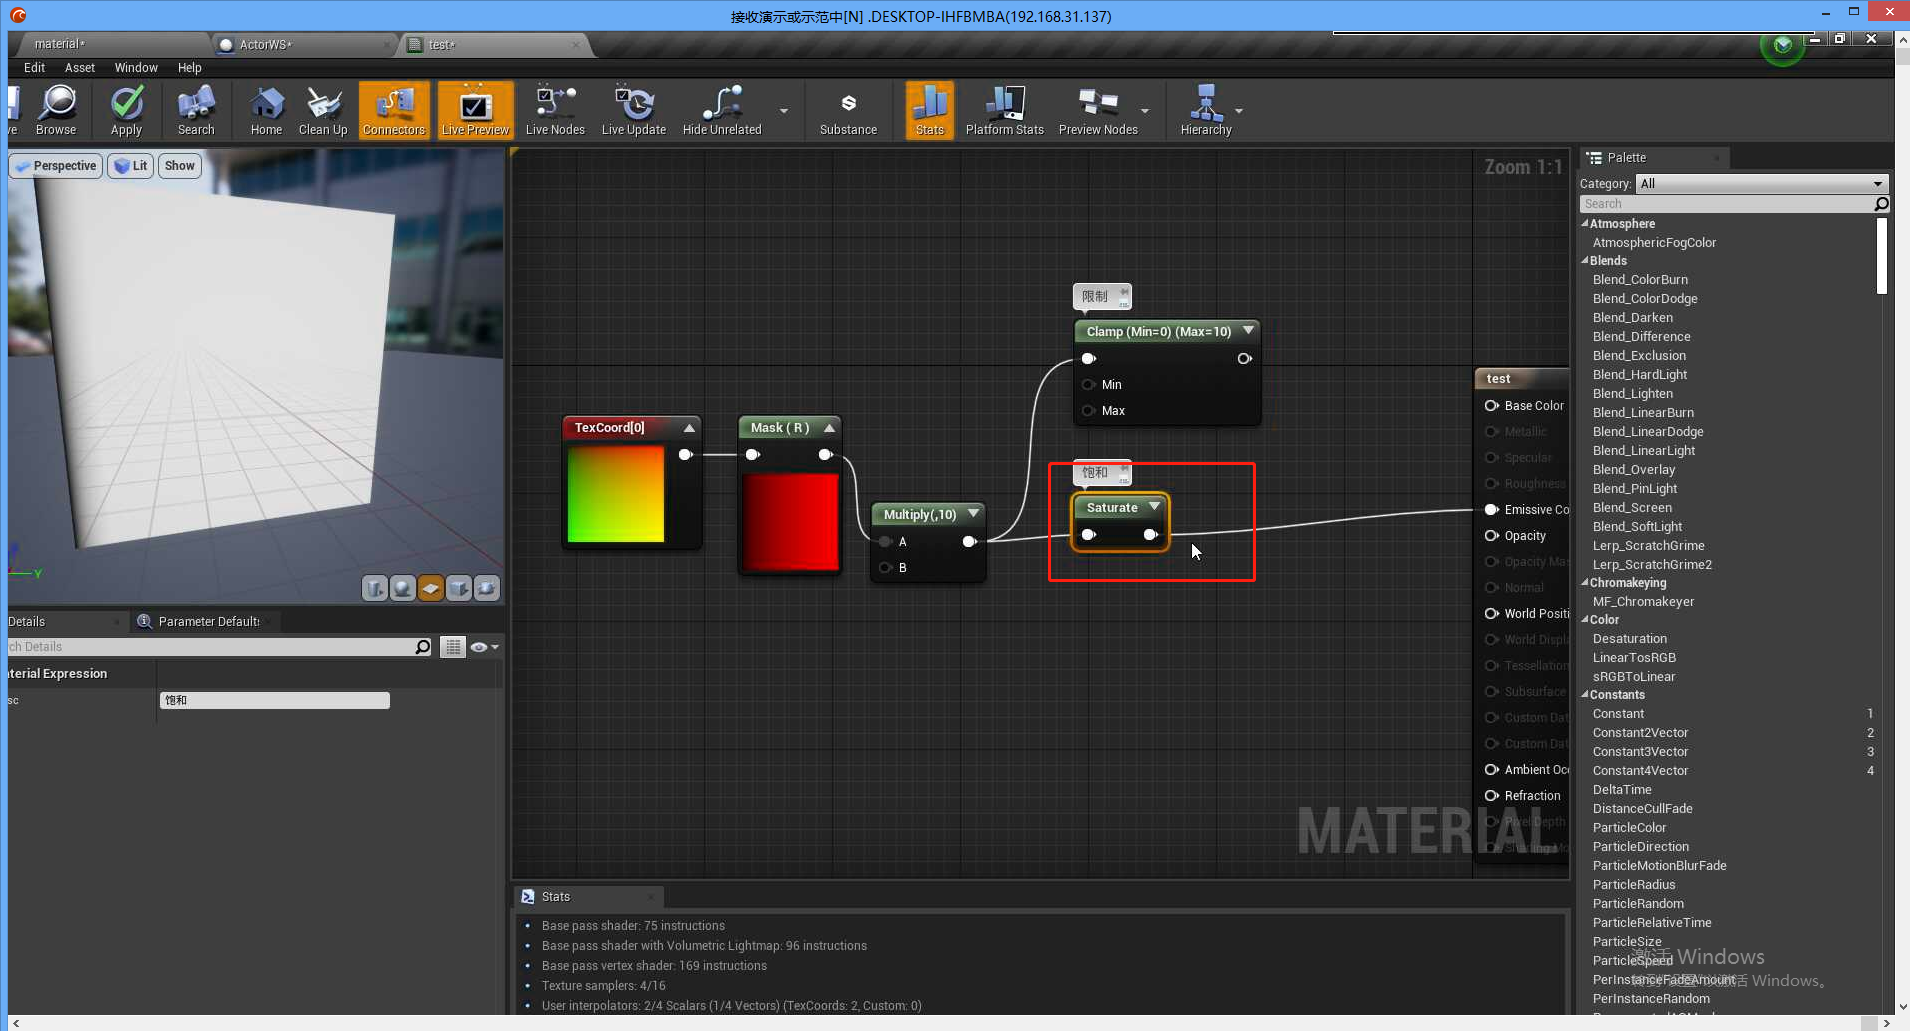 接收演示或示范中[N] .DESKTOP-IHFBMBA(192.168.31.137)
material*
ActorWS*
test*
Edit Asset Window Help
ve
Browse
Apply
Search
Home
Clean Up
Connectors
Live Preview
Live Nodes
Live Update
Hide Unrelated
Substance
Stats
Platform Stats
Preview Nodes
Hierarchy
Perspective
Lit
Show
Y
Details
Parameter Defaults
ch Details
aterial Expression
sc
饱和
Zoom 1:1
限制
Clamp (Min=0) (Max=10)
Min
Max
TexCoord[0]
Mask ( R )
Multiply(,10)
A
B
饱和
Saturate
test
Base Color
Metallic
Specular
Roughness
Emissive Co
Opacity
Opacity Mas
Normal
World Positi
World Displa
Tessellation
Subsurface
Custom Dat
Custom Dat
Ambient Occ
Refraction
Pixel Depth
Shading Mo
MATERIAL
Stats
Base pass shader: 75 instructions
Base pass shader with Volumetric Lightmap: 96 instructions
Base pass vertex shader: 169 instructions
Texture samplers: 4/16
User interpolators: 2/4 Scalars (1/4 Vectors) (TexCoords: 2, Custom: 0)
Palette
Category: All
Search
Atmosphere
AtmosphericFogColor
Blends
Blend_ColorBurn
Blend_ColorDodge
Blend_Darken
Blend_Difference
Blend_Exclusion
Blend_HardLight
Blend_Lighten
Blend_LinearBurn
Blend_LinearDodge
Blend_LinearLight
Blend_Overlay
Blend_PinLight
Blend_Screen
Blend_SoftLight
Lerp_ScratchGrime
Lerp_ScratchGrime2
Chromakeying
MF_Chromakeyer
Color
Desaturation
LinearTosRGB
sRGBToLinear
Constants
Constant 1
Constant2Vector 2
Constant3Vector 3
Constant4Vector 4
DeltaTime
DistanceCullFade
ParticleColor
ParticleDirection
ParticleMotionBlurFade
ParticleRadius
ParticleRandom
ParticleRelativeTime
ParticleSize
ParticleSpeed
PerInstanceFadeAmount
PerInstanceRandom
激活 Windows
转到“设置”以激活 Windows。